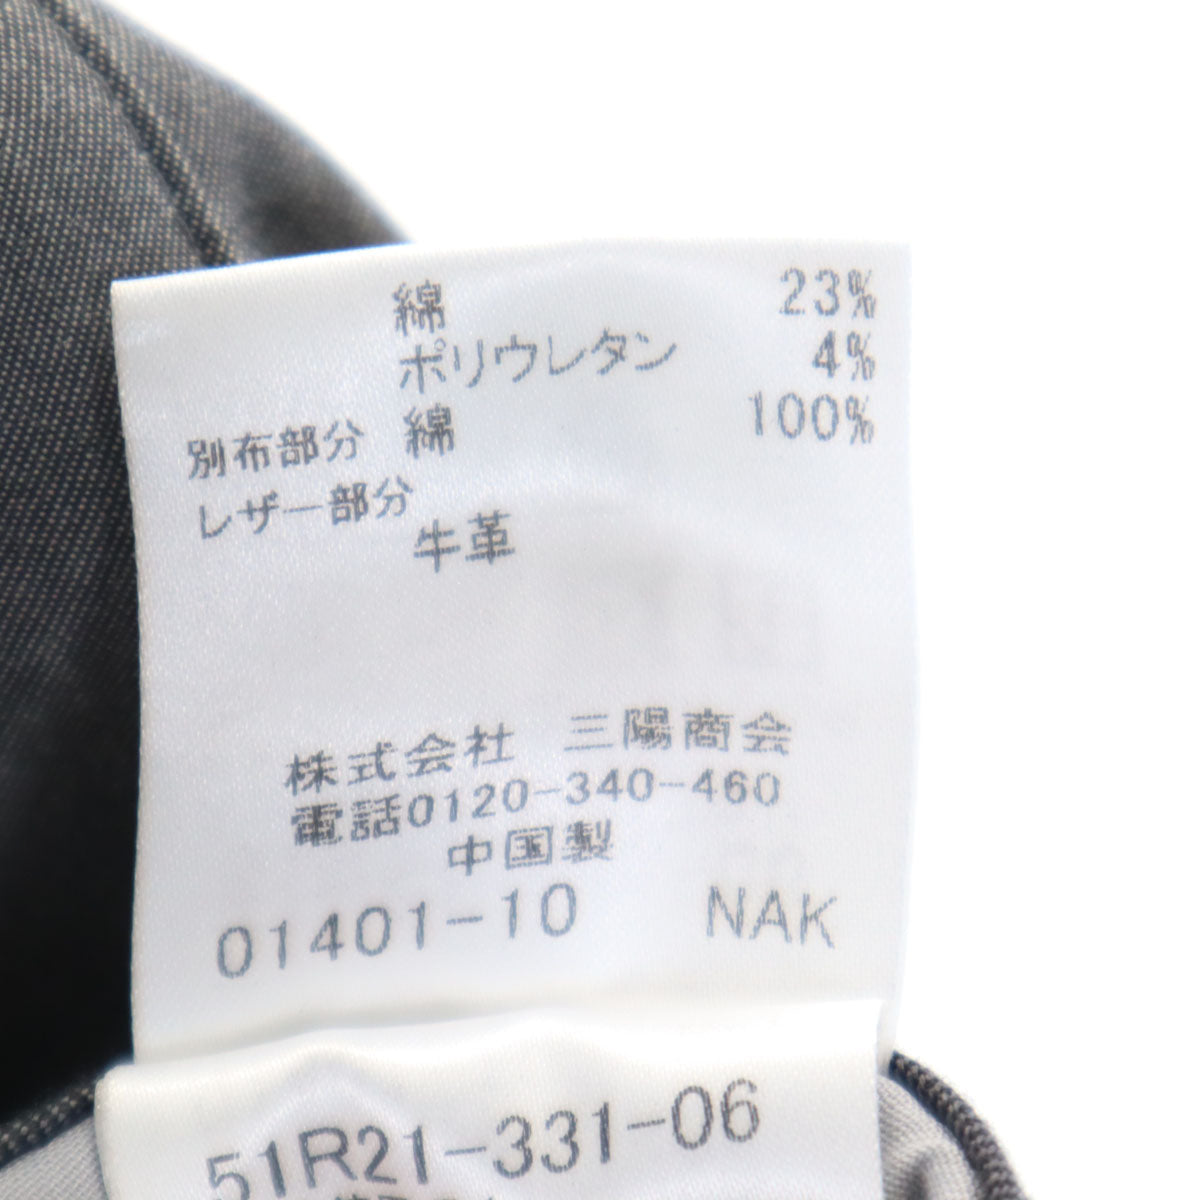 綿 23%
ポリウレタン 4%
別布部分 綿 100%
レザー部分
牛革
株式会社 三陽商会
電話0120-340-460
中国製
01401-10 NAK
51R21-331-06